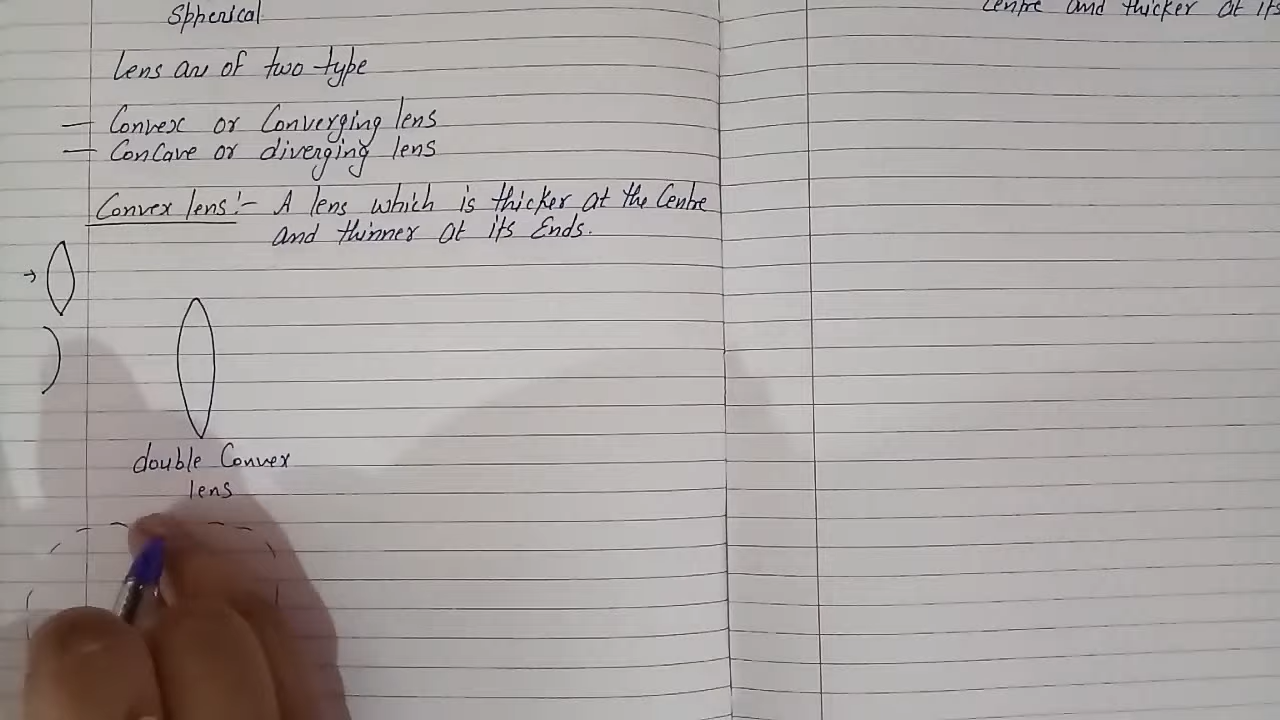 Spherical
lens are of two type
— Convex or Converging lens
— Concave or diverging lens
Convex lens :- A lens which is thicker at the Centre
and thinner at its Ends.
double Convex
lens
Centre and thicker at its